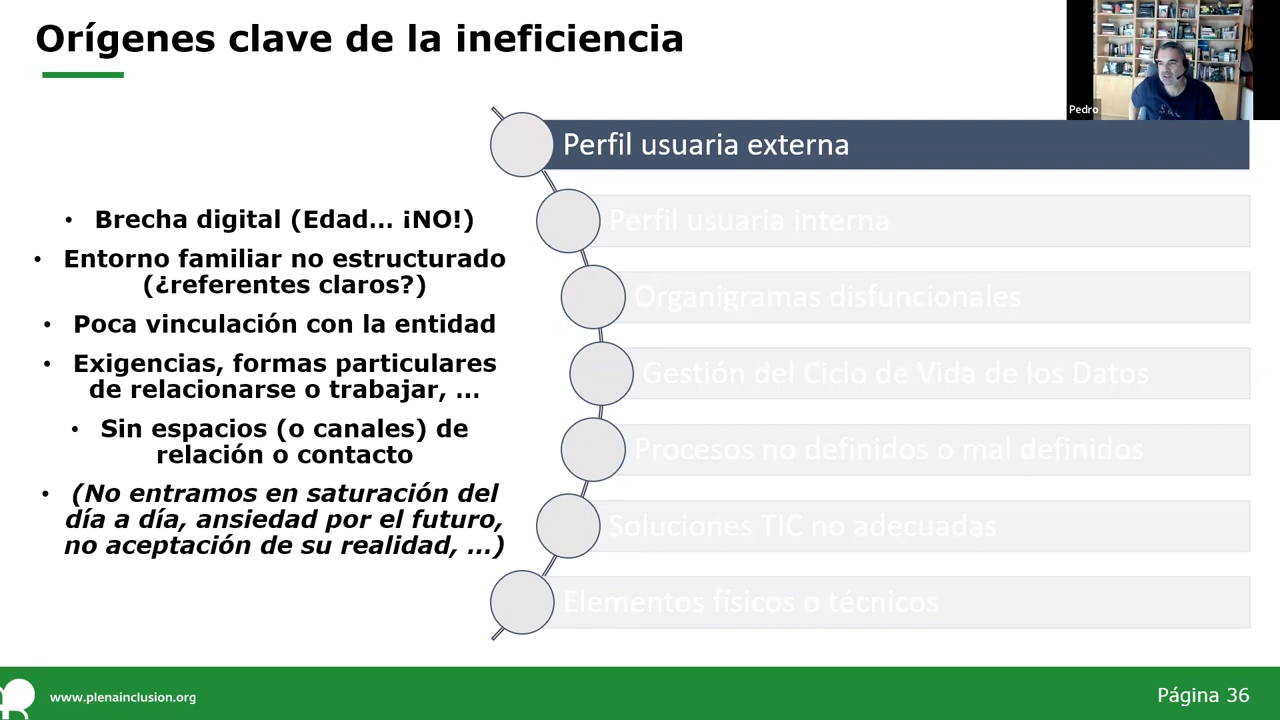 Orígenes clave de la ineficiencia
Pedro
Perfil usuaria externa
Perfil usuaria interna
Organigramas disfuncionales
Gestión del Ciclo de Vida de los Datos
Procesos no definidos o mal definidos
Soluciones TIC no adecuadas
Elementos físicos o técnicos
• Brecha digital (Edad... ¡NO!)
• Entorno familiar no estructurado
(¿referentes claros?)
• Poca vinculación con la entidad
• Exigencias, formas particulares
de relacionarse o trabajar, ...
• Sin espacios (o canales) de
relación o contacto
• (No entramos en saturación del
día a día, ansiedad por el futuro,
no aceptación de su realidad, ...)
www.plenainclusion.org
Página 36